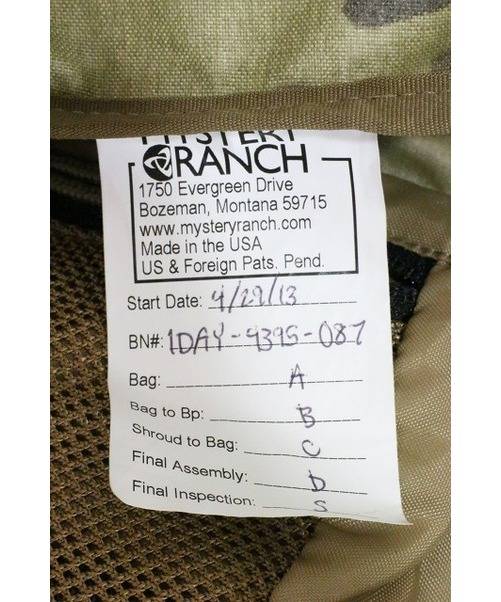 MYSTERY
RANCH
1750 Evergreen Drive
Bozeman, Montana 59715
www.mysteryranch.com
Made in the USA
US & Foreign Pats. Pend.
Start Date: 4/29/13
BN#: 1DAY-4395-087
Bag: A
Bag to Bp: B
Shroud to Bag: C
Final Assembly: D
Final Inspection: S